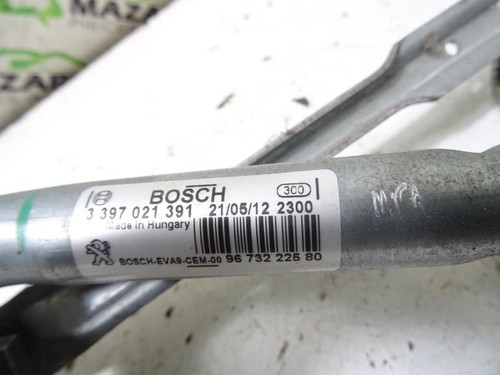 MAZA
MAZAR
BOSCH
300
3 397 021 391 21/05/12 2300
Made in Hungary
BOSCH-EVA9-CEM-00 96 732 225 80